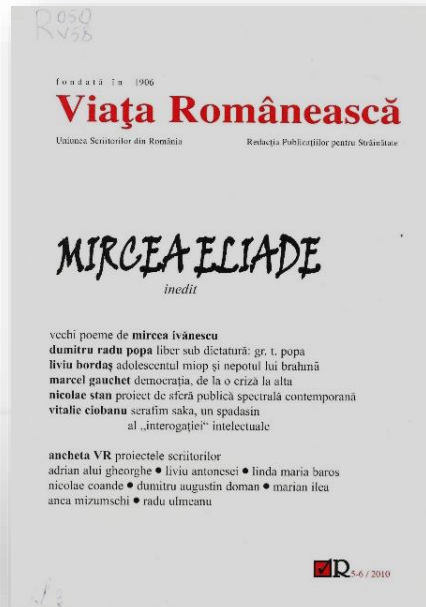 R050
V58
fondată în 1906
Viaţa Românească
Uniunea Scriitorilor din România Redacţia Publicaţiilor pentru Străinătate
MIRCEA ELIADE
inedit
vechi poeme de mircea ivănescu
dumitru radu popa liber sub dictatură: gr. t. popa
liviu bordaş adolescentul miop şi nepotul lui brahmă
marcel gauchet democraţia, de la o criză la alta
nicolae stan proiect de sferă publică spectrală contemporană
vitalie ciobanu serafim saka, un spadasin
al „interogaţiei“ intelectuale
ancheta VR proiectele scriitorilor
adrian alui gheorghe ● liviu antonesei ● linda maria baros
nicolae coande ● dumitru augustin doman ● marian ilea
anca mizumschi ● radu ulmeanu
VR 5-6 / 2010